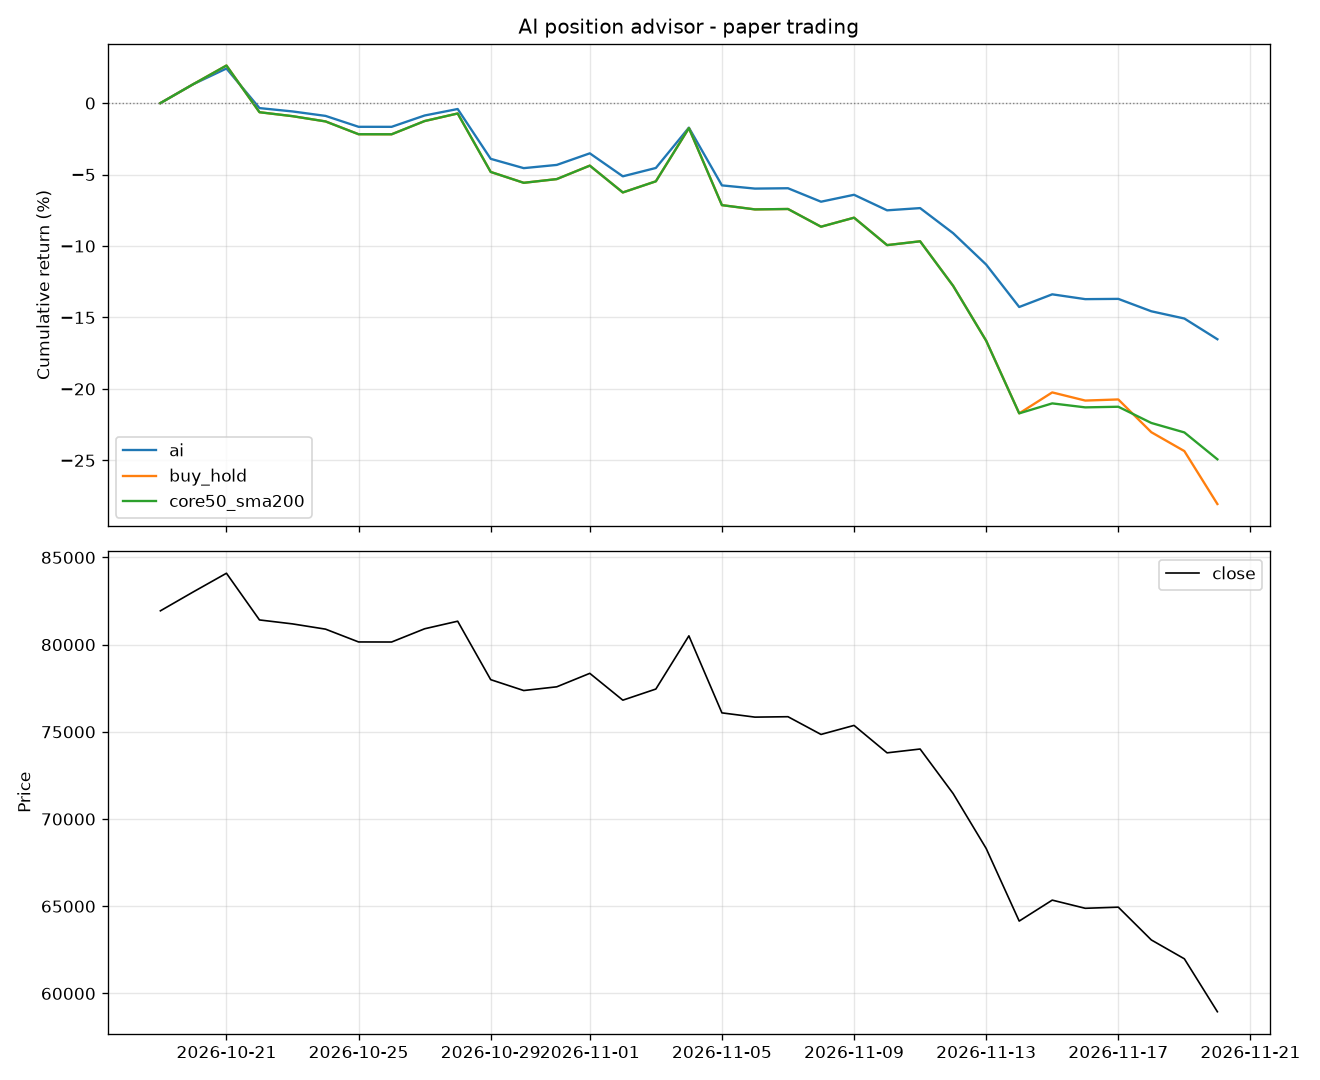 AI position advisor - paper trading
Cumulative return (%)
0
−5
−10
−15
−20
−25
ai
buy_hold
core50_sma200
Price
85000
80000
75000
70000
65000
60000
close
2026-10-21 2026-10-25 2026-10-29 2026-11-01 2026-11-05 2026-11-09 2026-11-13 2026-11-17 2026-11-21